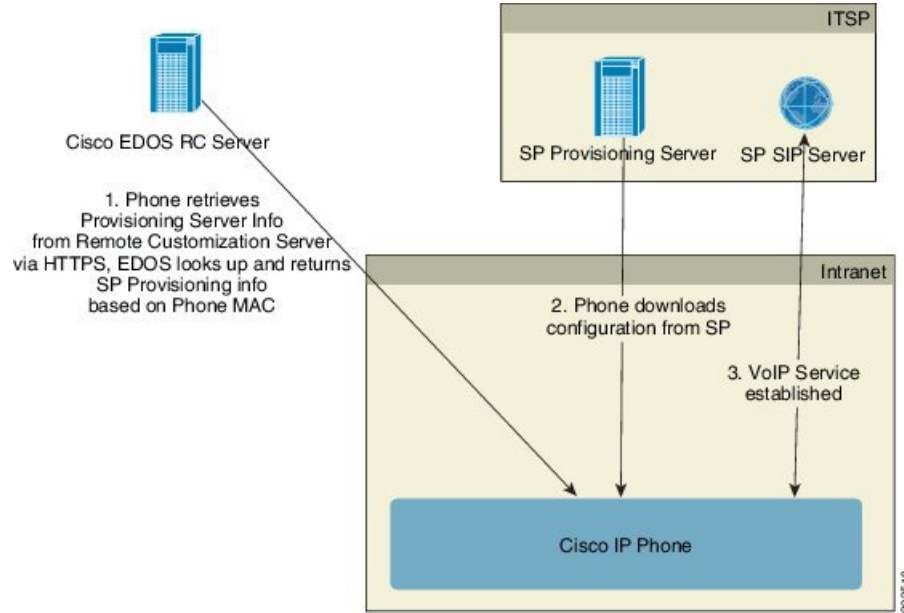 ITSP
Cisco EDOS RC Server
SP Provisioning Server
SP SIP Server
1. Phone retrieves
Provisioning Server Info
from Remote Customization Server
via HTTPS, EDOS looks up and returns
SP Provisioning info
based on Phone MAC
Intranet
2. Phone downloads
configuration from SP
3. VoIP Service
established
Cisco IP Phone